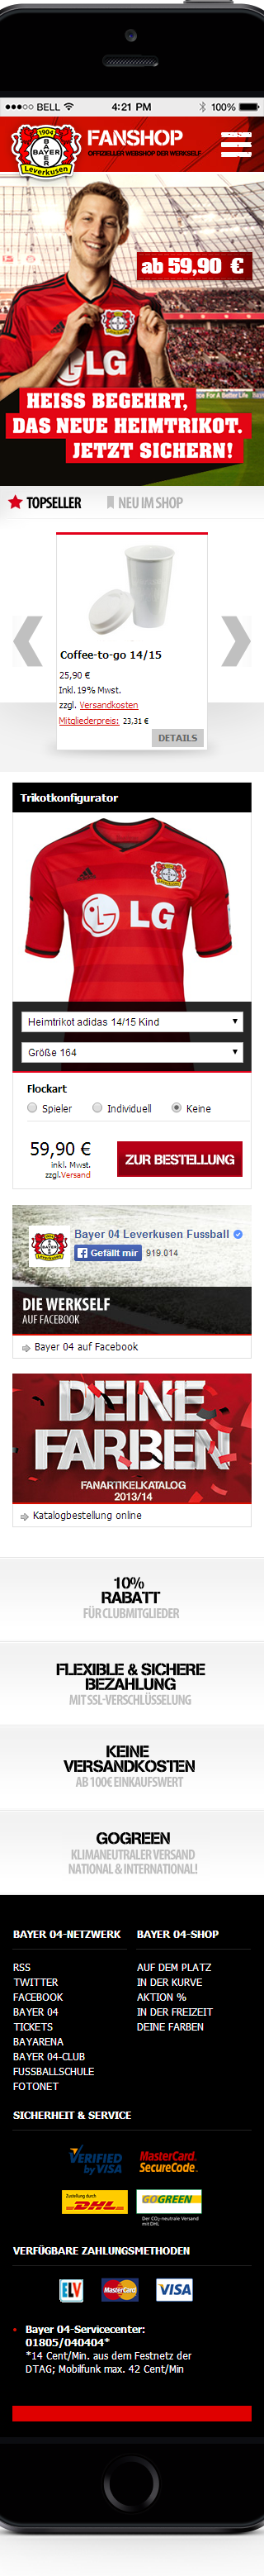 BELL
4:21 PM
100%
1904
BAYER
Leverkusen
FANSHOP
OFFIZIELLER WEBSHOP DER WERKSELF
ab 59,90 €
LG
HEISS BEGEHRT,
DAS NEUE HEIMTRIKOT.
JETZT SICHERN!
TOPSELLER
NEU IM SHOP
Coffee-to-go 14/15
25,90 €
Inkl. 19% Mwst.
zzgl. Versandkosten
Mitgliederpreis: 23,31 €
DETAILS
Trikotkonfigurator
LG
Heimtrikot adidas 14/15 Kind
Größe 164
Flockart
Spieler
Individuell
Keine
59,90 €
inkl. Mwst.
zzgl.Versand
ZUR BESTELLUNG
Bayer 04 Leverkusen Fussball
Gefällt mir 919.014
DIE WERKSELF
AUF FACEBOOK
Bayer 04 auf Facebook
DEINE
FARBEN
FANARTIKELKATALOG
2013/14
Katalogbestellung online
10%
RABATT
FÜR CLUBMITGLIEDER
FLEXIBLE & SICHERE
BEZAHLUNG
MIT SSL-VERSCHLÜSSELUNG
KEINE
VERSANDKOSTEN
AB 100€ EINKAUFSWERT
GOGREEN
KLIMANEUTRALER VERSAND
NATIONAL & INTERNATIONAL!
BAYER 04-NETZWERK
RSS
TWITTER
FACEBOOK
BAYER 04
TICKETS
BAYARENA
BAYER 04-CLUB
FUSSBALLSCHULE
FOTONET
BAYER 04-SHOP
AUF DEM PLATZ
IN DER KURVE
AKTION %
IN DER FREIZEIT
DEINE FARBEN
SICHERHEIT & SERVICE
VERIFIED
by VISA
MasterCard.
SecureCode.
Zustellung durch
DHL
GOGREEN
Der CO2-neutrale Versand
mit DHL
VERFÜGBARE ZAHLUNGSMETHODEN
ELV
MasterCard
VISA
Bayer 04-Servicecenter:
01805/040404*
*14 Cent/Min. aus dem Festnetz der
DTAG; Mobilfunk max. 42 Cent/Min